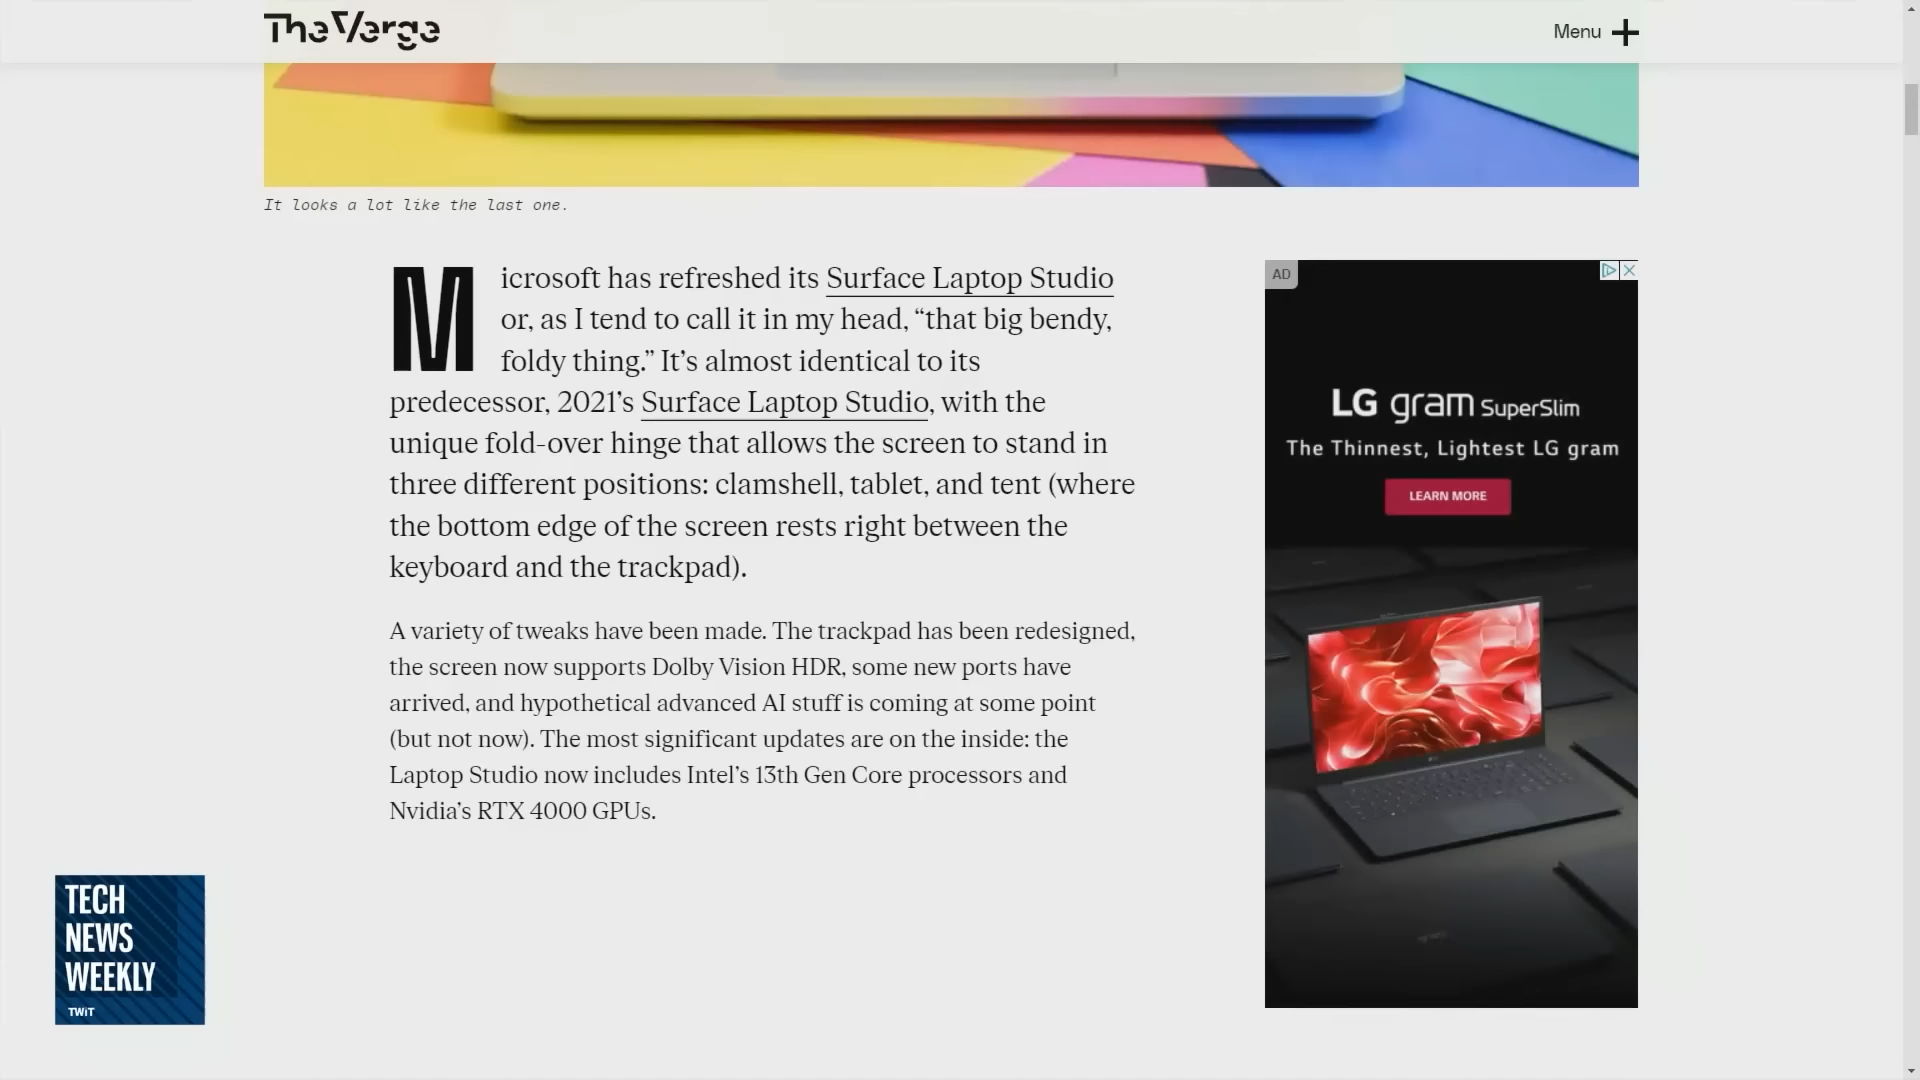 The Verge
Menu
It looks a lot like the last one.
Microsoft has refreshed its Surface Laptop Studio
or, as I tend to call it in my head, “that big bendy,
foldy thing.” It’s almost identical to its
predecessor, 2021’s Surface Laptop Studio, with the
unique fold-over hinge that allows the screen to stand in
three different positions: clamshell, tablet, and tent (where
the bottom edge of the screen rests right between the
keyboard and the trackpad).
A variety of tweaks have been made. The trackpad has been redesigned,
the screen now supports Dolby Vision HDR, some new ports have
arrived, and hypothetical advanced AI stuff is coming at some point
(but not now). The most significant updates are on the inside: the
Laptop Studio now includes Intel’s 13th Gen Core processors and
Nvidia’s RTX 4000 GPUs.
AD
LG gram SuperSlim
The Thinnest, Lightest LG gram
LEARN MORE
TECH
NEWS
WEEKLY
TWiT